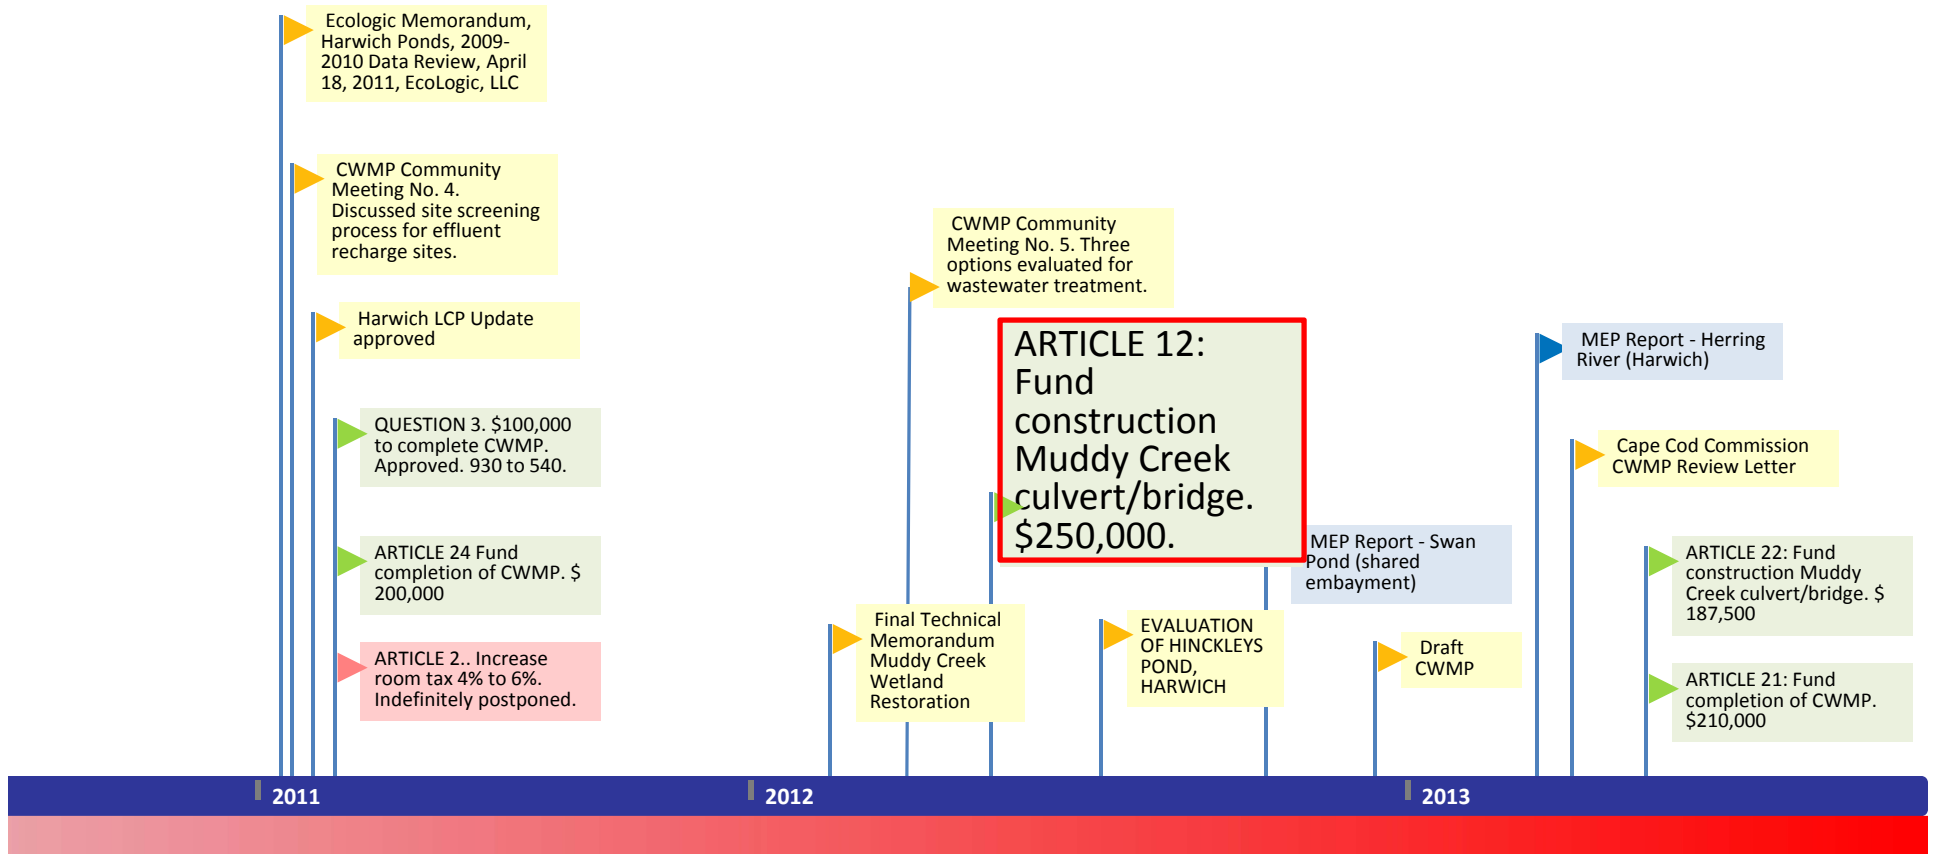 Ecologic Memorandum,
Harwich Ponds, 2009-
2010 Data Review, April
18, 2011, EcoLogic, LLC
CWMP Community
Meeting No. 4.
Discussed site screening
process for effluent
recharge sites.
Harwich LCP Update
approved
QUESTION 3. $100,000
to complete CWMP.
Approved. 930 to 540.
ARTICLE 24 Fund
completion of CWMP. $
200,000
ARTICLE 2.. Increase
room tax 4% to 6%.
Indefinitely postponed.
CWMP Community
Meeting No. 5. Three
options evaluated for
wastewater treatment.
ARTICLE 12:
Fund
construction
Muddy Creek
culvert/bridge.
$250,000.
Final Technical
Memorandum
Muddy Creek
Wetland
Restoration
EVALUATION
OF HINCKLEYS
POND,
HARWICH
MEP Report - Swan
Pond (shared
embayment)
Draft
CWMP
MEP Report - Herring
River (Harwich)
Cape Cod Commission
CWMP Review Letter
ARTICLE 22: Fund
construction Muddy
Creek culvert/bridge. $
187,500
ARTICLE 21: Fund
completion of CWMP.
$210,000
2011
2012
2013